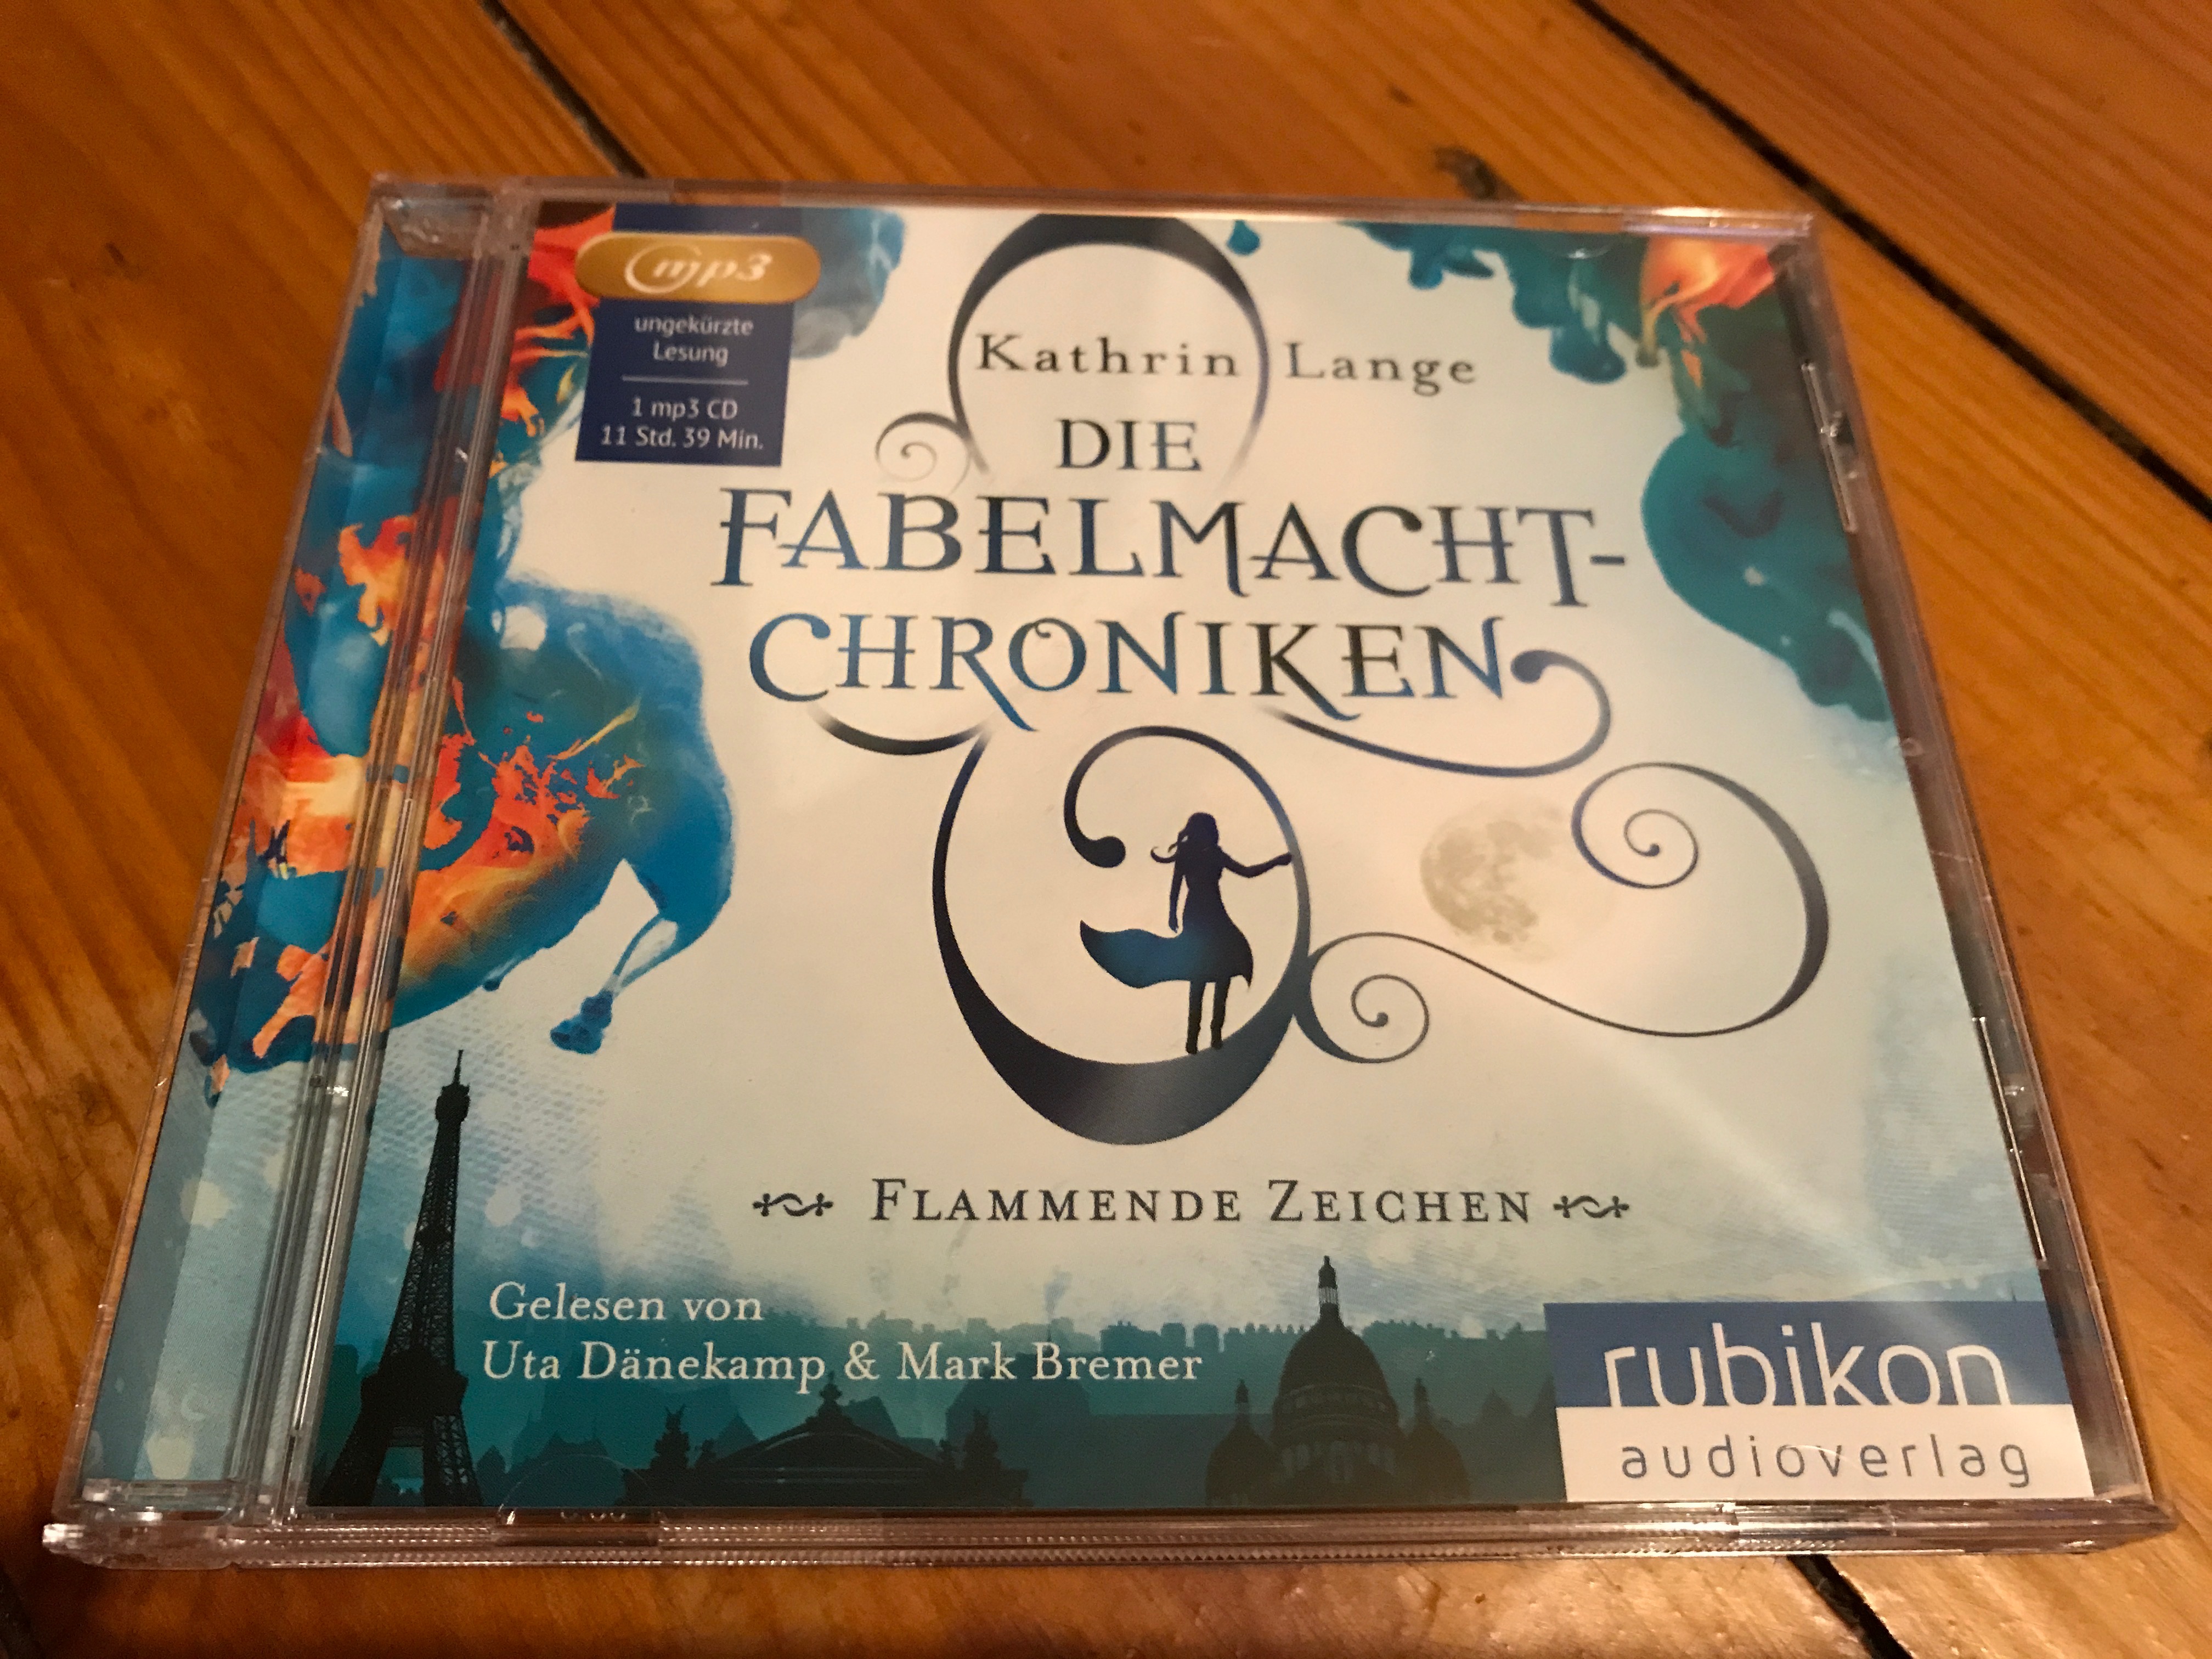 mp3
ungekürzte
Lesung
1 mp3 CD
11 Std. 39 Min.
Kathrin Lange
DIE
FABELMACHT-
CHRONIKEN
FLAMMENDE ZEICHEN
Gelesen von
Uta Dänekamp & Mark Bremer
rubikon
audioverlag